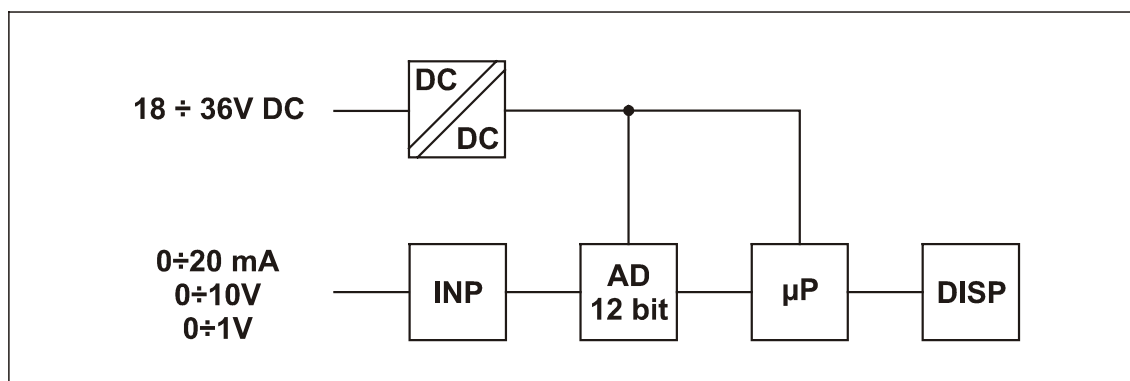 DC
18 ÷ 36V DC
DC
0÷20 mA
0÷10V
0÷1V
INP
AD
12 bit
µP
DISP